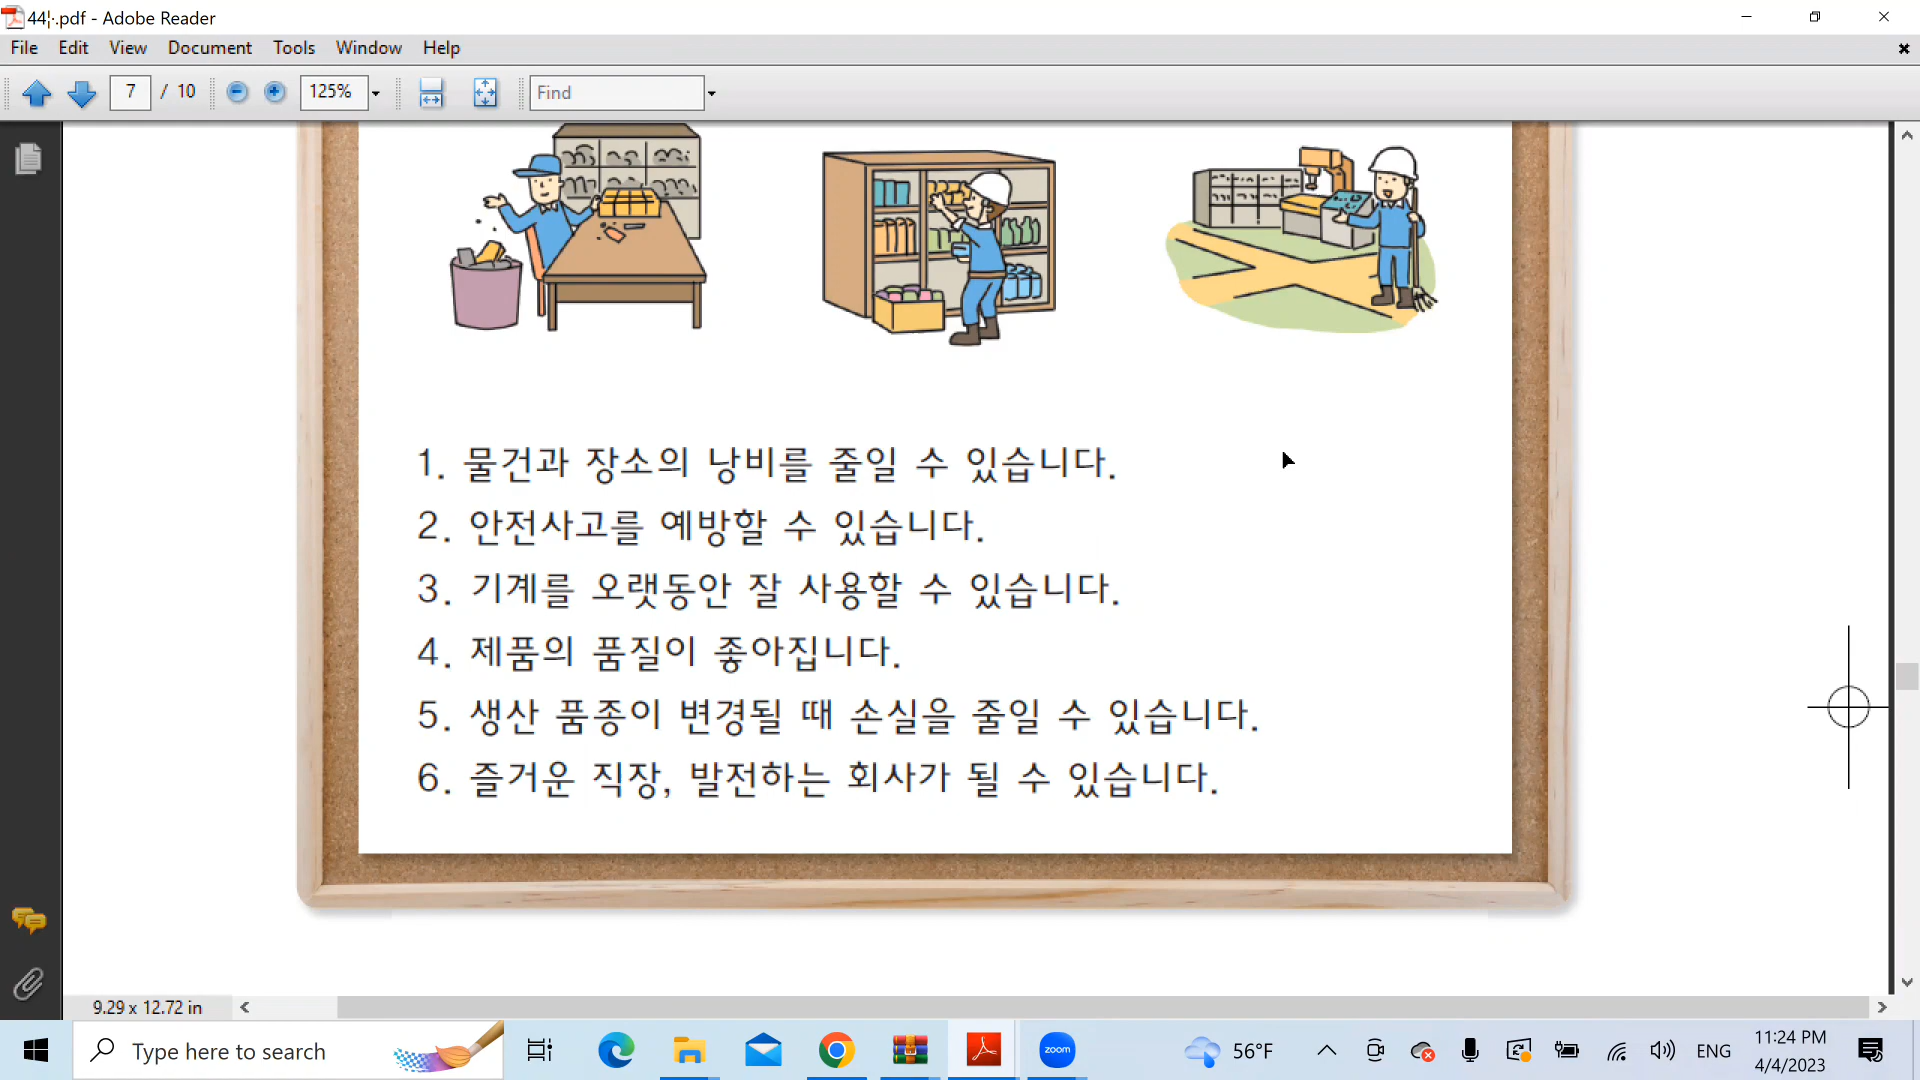 44¦·.pdf - Adobe Reader
File Edit View Document Tools Window Help
7 / 10 125% Find
1. 물건과 장소의 낭비를 줄일 수 있습니다.
2. 안전사고를 예방할 수 있습니다.
3. 기계를 오랫동안 잘 사용할 수 있습니다.
4. 제품의 품질이 좋아집니다.
5. 생산 품종이 변경될 때 손실을 줄일 수 있습니다.
6. 즐거운 직장, 발전하는 회사가 될 수 있습니다.
9.29 x 12.72 in
Type here to search
zoom
56°F
ENG
11:24 PM
4/4/2023